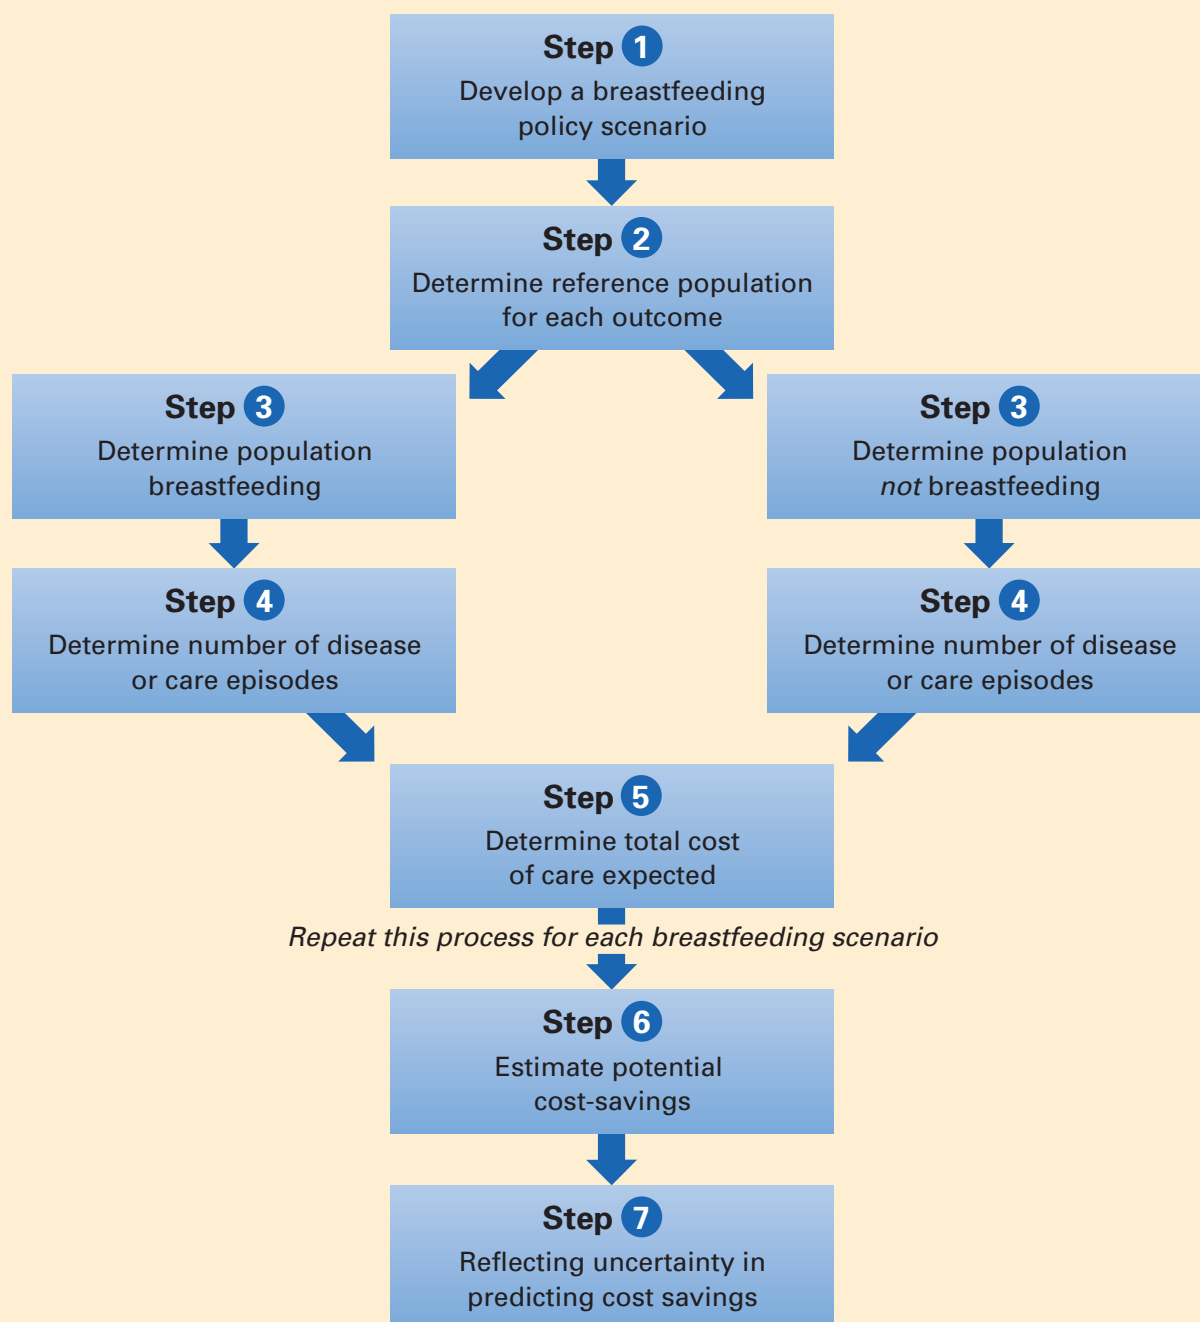 Step 1
Develop a breastfeeding
policy scenario
Step 2
Determine reference population
for each outcome
Step 3
Determine population
breastfeeding
Step 3
Determine population
not breastfeeding
Step 4
Determine number of disease
or care episodes
Step 4
Determine number of disease
or care episodes
Step 5
Determine total cost
of care expected
Repeat this process for each breastfeeding scenario
Step 6
Estimate potential
cost-savings
Step 7
Reflecting uncertainty in
predicting cost savings